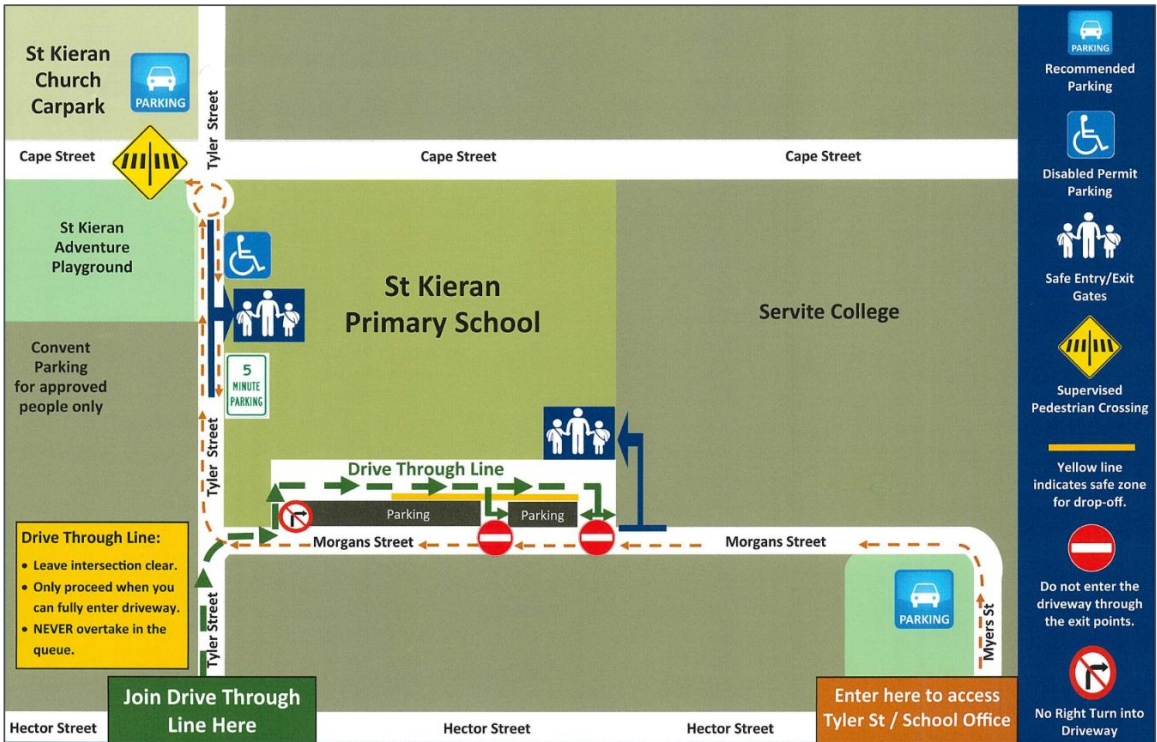 St Kieran
Church
Carpark
PARKING
Tyler Street
Cape Street
Cape Street
Cape Street
St Kieran
Adventure
Playground
St Kieran
Primary School
Servite College
Convent
Parking
for approved
people only
5
MINUTE
PARKING
Tyler Street
Drive Through Line
Parking
Parking
Morgans Street
Morgans Street
Drive Through Line:
• Leave intersection clear.
• Only proceed when you
can fully enter driveway.
• NEVER overtake in the
queue.
Tyler Street
PARKING
Myers St
Join Drive Through
Line Here
Enter here to access
Tyler St / School Office
Hector Street
Hector Street
Hector Street
PARKING
Recommended
Parking
Disabled Permit
Parking
Safe Entry/Exit
Gates
Supervised
Pedestrian Crossing
Yellow line
indicates safe zone
for drop-off.
Do not enter the
driveway through
the exit points.
No Right Turn into
Driveway